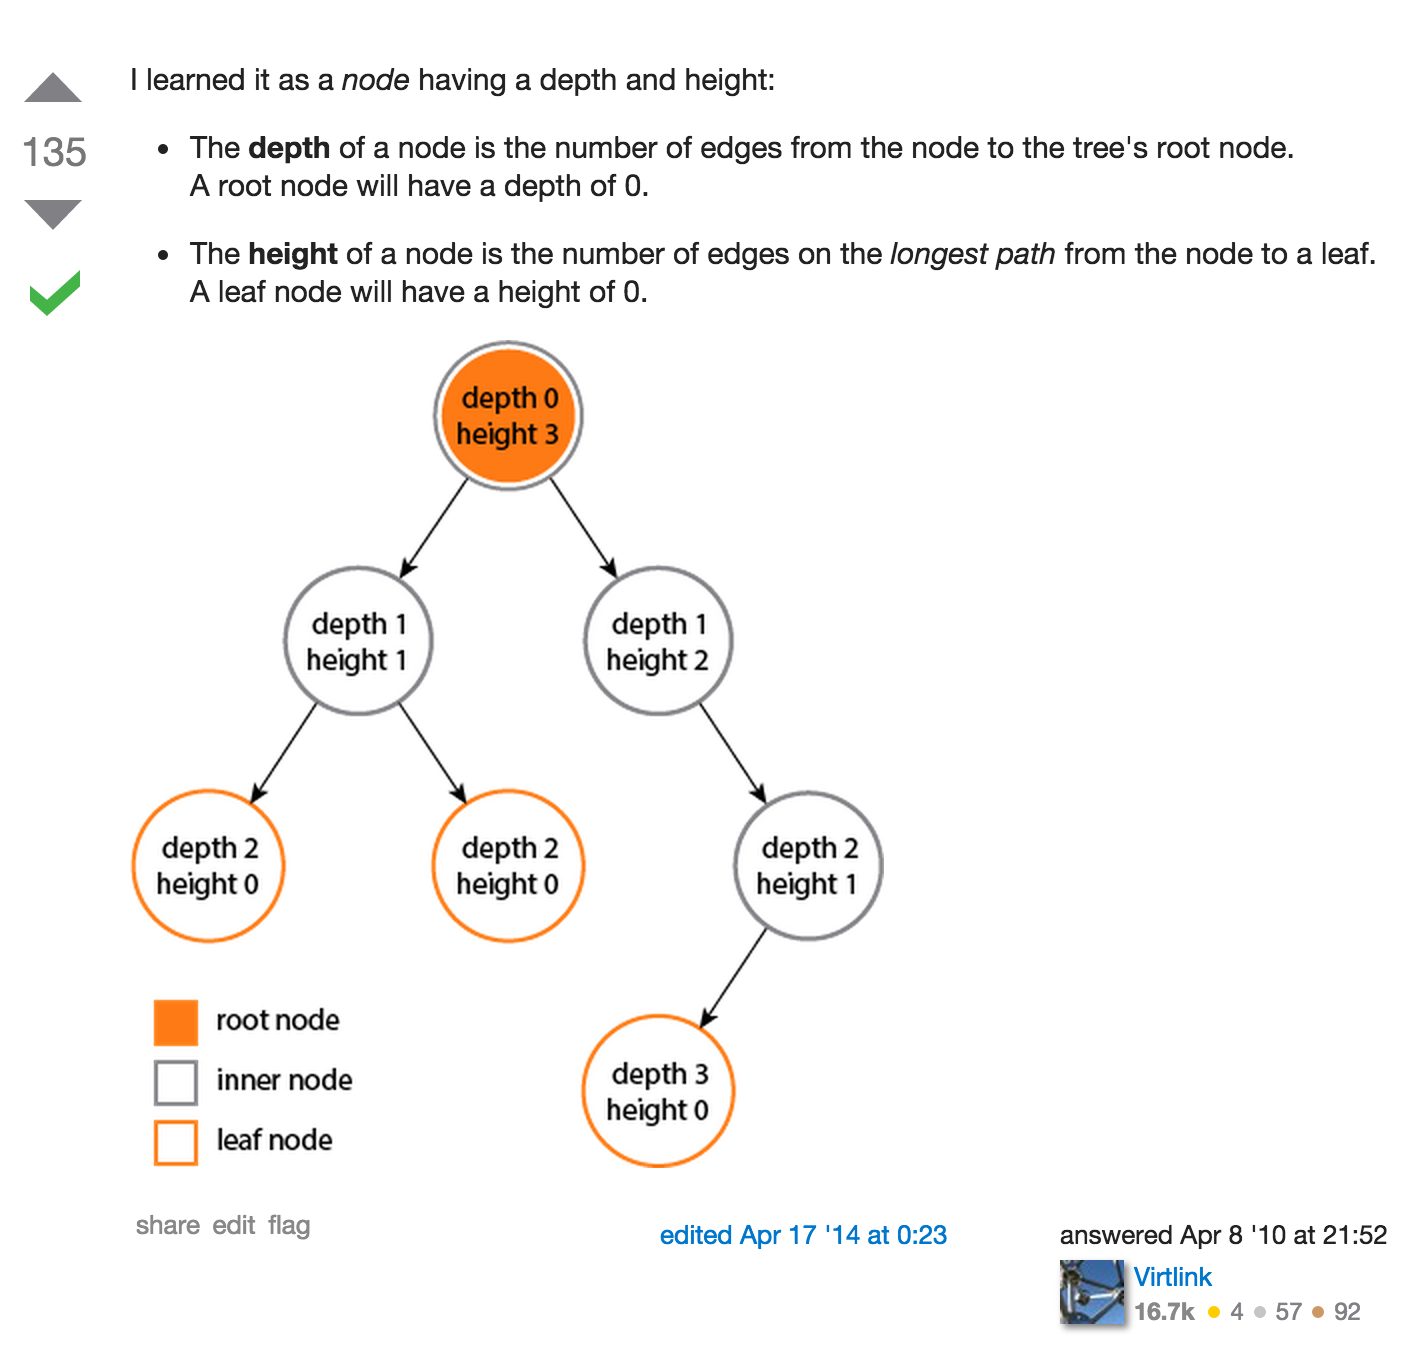 I learned it as a node having a depth and height:
135
• The depth of a node is the number of edges from the node to the tree's root node.
A root node will have a depth of 0.
• The height of a node is the number of edges on the longest path from the node to a leaf.
A leaf node will have a height of 0.
depth 0
height 3
depth 1
height 1
depth 1
height 2
depth 2
height 0
depth 2
height 0
depth 2
height 1
depth 3
height 0
root node
inner node
leaf node
share edit flag
edited Apr 17 '14 at 0:23
answered Apr 8 '10 at 21:52
Virtlink
16.7k ● 4 ● 57 ● 92